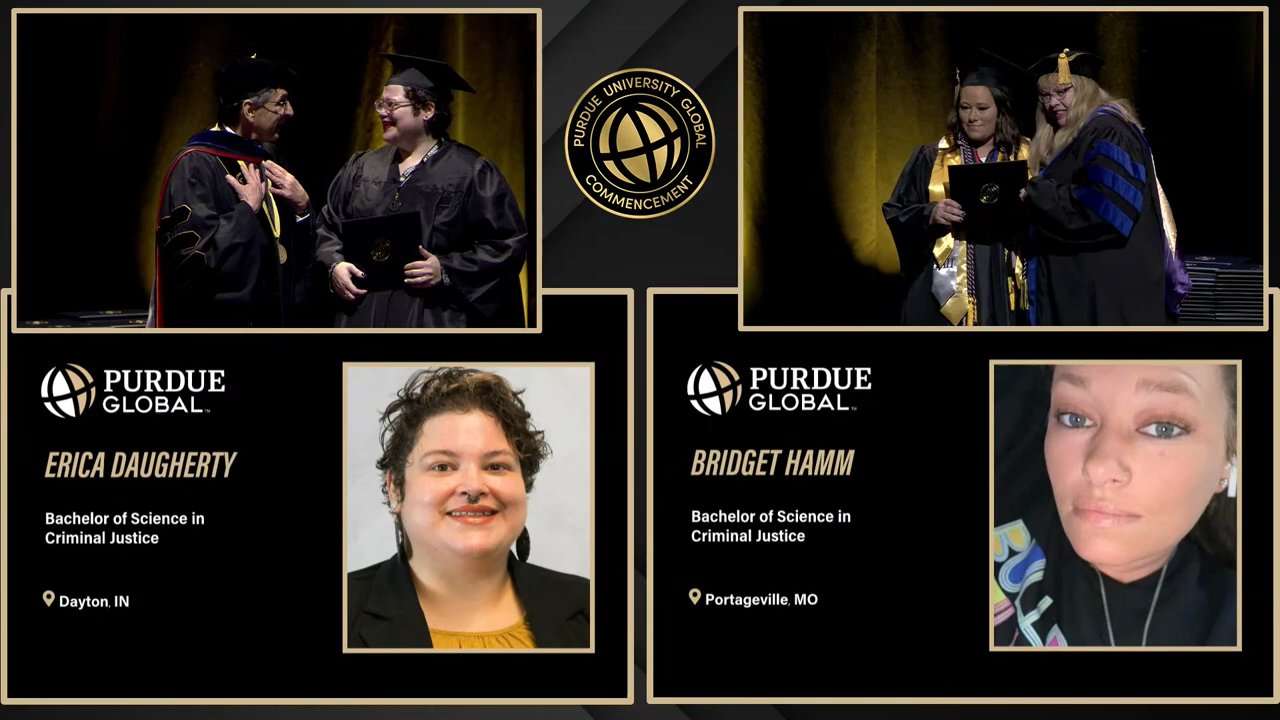 PURDUE UNIVERSITY GLOBAL
COMMENCEMENT
PURDUE
GLOBAL
ERICA DAUGHERTY
Bachelor of Science in
Criminal Justice
Dayton, IN
PURDUE
GLOBAL
BRIDGET HAMM
Bachelor of Science in
Criminal Justice
Portageville, MO